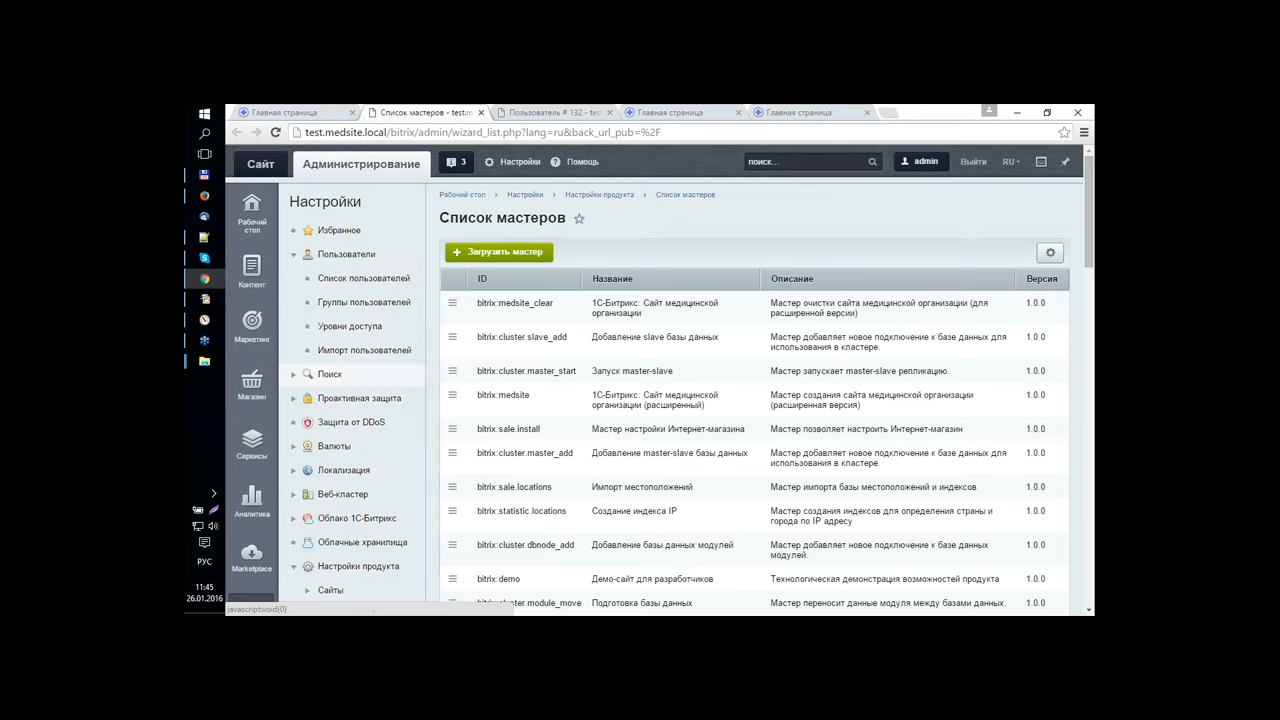 Главная страница
Список мастеров - test.m
Пользователь # 132 - tes
Главная страница
Главная страница
test.medsite.local/bitrix/admin/wizard_list.php?lang=ru&back_url_pub=%2F
Сайт
Администрирование
3
Настройки
Помощь
поиск...
admin
Выйти
RU
Рабочий стол
Контент
Маркетинг
Магазин
Сервисы
Аналитика
Marketplace
Настройки
Избранное
Пользователи
Список пользователей
Группы пользователей
Уровни доступа
Импорт пользователей
Поиск
Проактивная защита
Защита от DDoS
Валюты
Локализация
Веб-кластер
Облако 1С-Битрикс
Облачные хранилища
Настройки продукта
Сайты
Рабочий стол Настройки Настройки продукта Список мастеров
Список мастеров
+ Загрузить мастер
ID Название Описание Версия
bitrix:medsite_clear 1С-Битрикс: Сайт медицинской организации Мастер очистки сайта медицинской организации (для расширенной версии) 1.0.0
bitrix:cluster.slave_add Добавление slave базы данных Мастер добавляет новое подключение к базе данных для использования в кластере. 1.0.0
bitrix:cluster.master_start Запуск master-slave Мастер запускает master-slave репликацию. 1.0.0
bitrix:medsite 1С-Битрикс: Сайт медицинской организации (расширенный) Мастер создания сайта медицинской организации (расширенная версия) 1.0.0
bitrix:sale.install Мастер настройки Интернет-магазина Мастер позволяет настроить Интернет-магазин 1.0.0
bitrix:cluster.master_add Добавление master-slave базы данных Мастер добавляет новое подключение к базе данных для использования в кластере. 1.0.0
bitrix:sale.locations Импорт местоположений Мастер импорта базы местоположений и индексов 1.0.0
bitrix:statistic.locations Создание индекса IP Мастер создания индексов для определения страны и города по IP адресу 1.0.0
bitrix:cluster.dbnode_add Добавление базы данных модулей Мастер добавляет новое подключение к базе данных модулей. 1.0.0
bitrix:demo Демо-сайт для разработчиков Технологическая демонстрация возможностей продукта 1.0.0
bitrix:cluster.module_move Подготовка базы данных Мастер переносит данные модуля между базами данных. 1.0.0
javascript:void(0)
РУС
11:45
26.01.2016